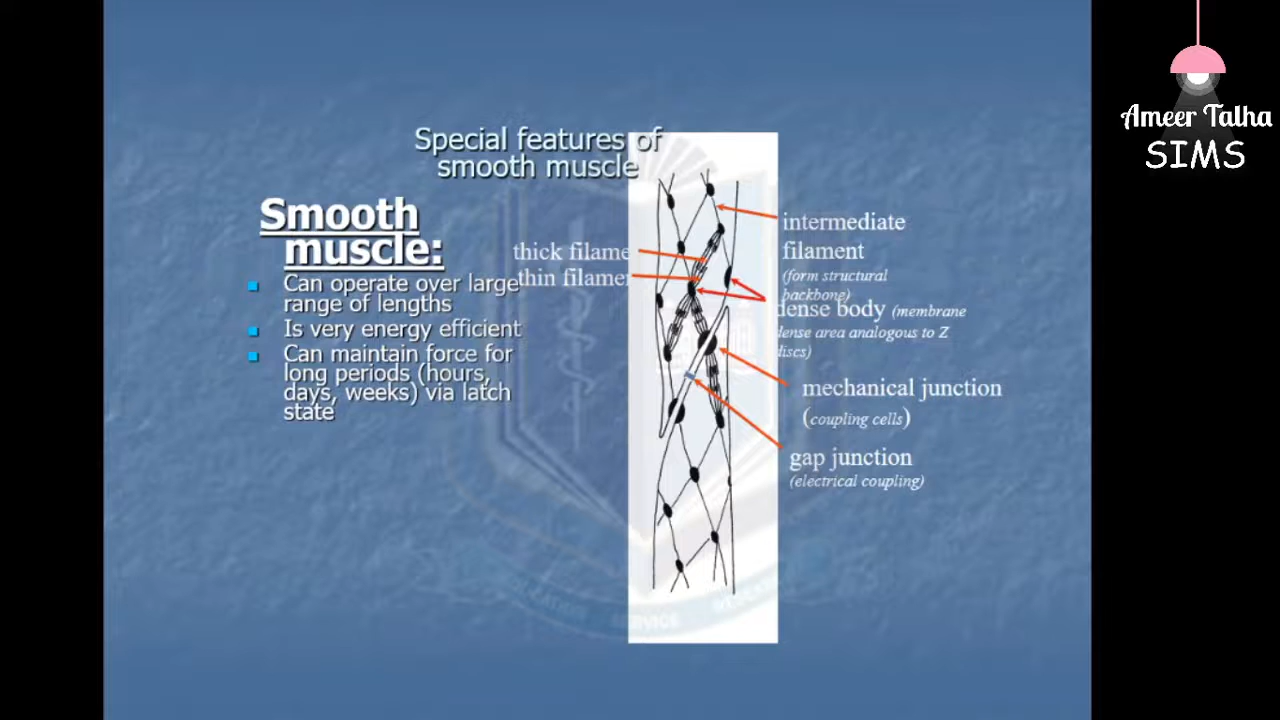 Ameer Talha
SIMS
Special features of
smooth muscle
Smooth
muscle:
Can operate over large
range of lengths
Is very energy efficient
Can maintain force for
long periods (hours,
days, weeks) via latch
state
thick filame
thin filamer
intermediate
filament
(form structural
backbone)
dense body (membrane
dense area analogous to Z
discs)
mechanical junction
(coupling cells)
gap junction
(electrical coupling)
SERVICE